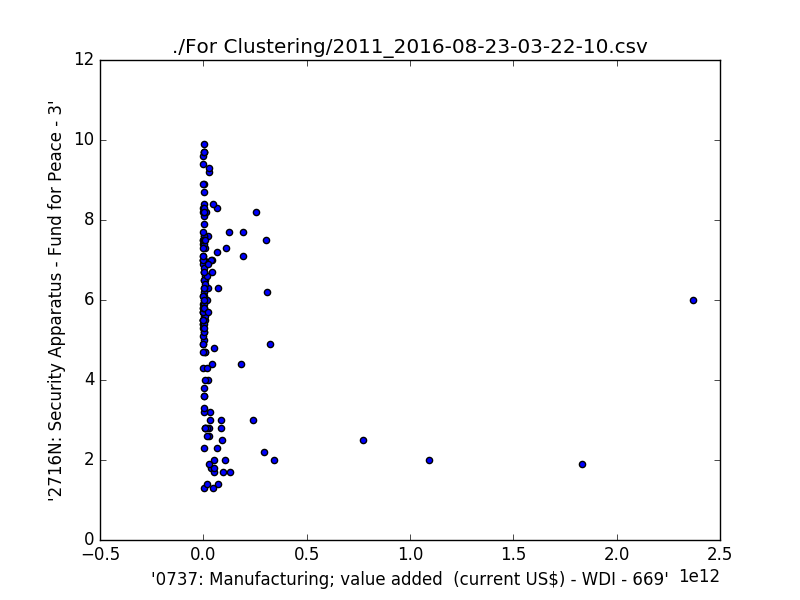 ./For Clustering/2011_2016-08-23-03-22-10.csv
'2716N: Security Apparatus - Fund for Peace - 3'
12
10
8
6
4
2
0
−0.5 0.0 0.5 1.0 1.5 2.0 2.5
'0737: Manufacturing; value added  (current US$) - WDI - 669' 1e12